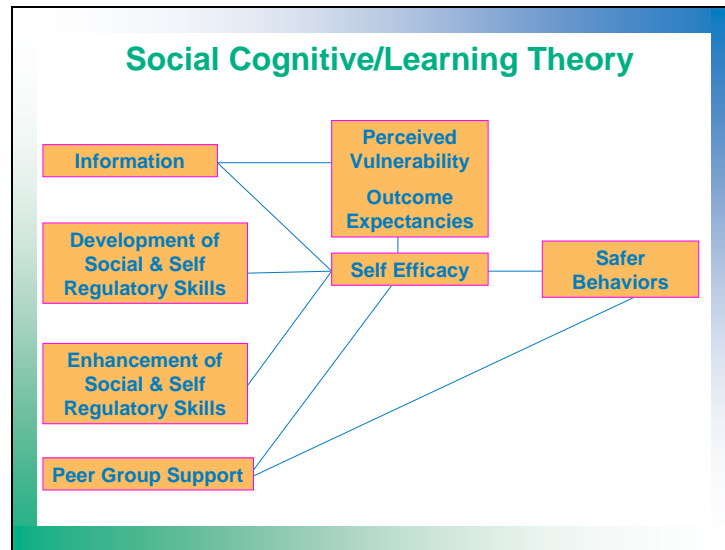 Social Cognitive/Learning Theory
Information
Perceived
Vulnerability
Outcome
Expectancies
Development of
Social & Self
Regulatory Skills
Self Efficacy
Safer
Behaviors
Enhancement of
Social & Self
Regulatory Skills
Peer Group Support